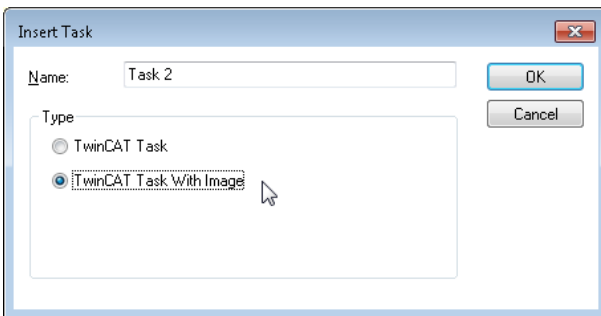 Insert Task
Name: Task 2
OK
Cancel
Type
TwinCAT Task
TwinCAT Task With Image